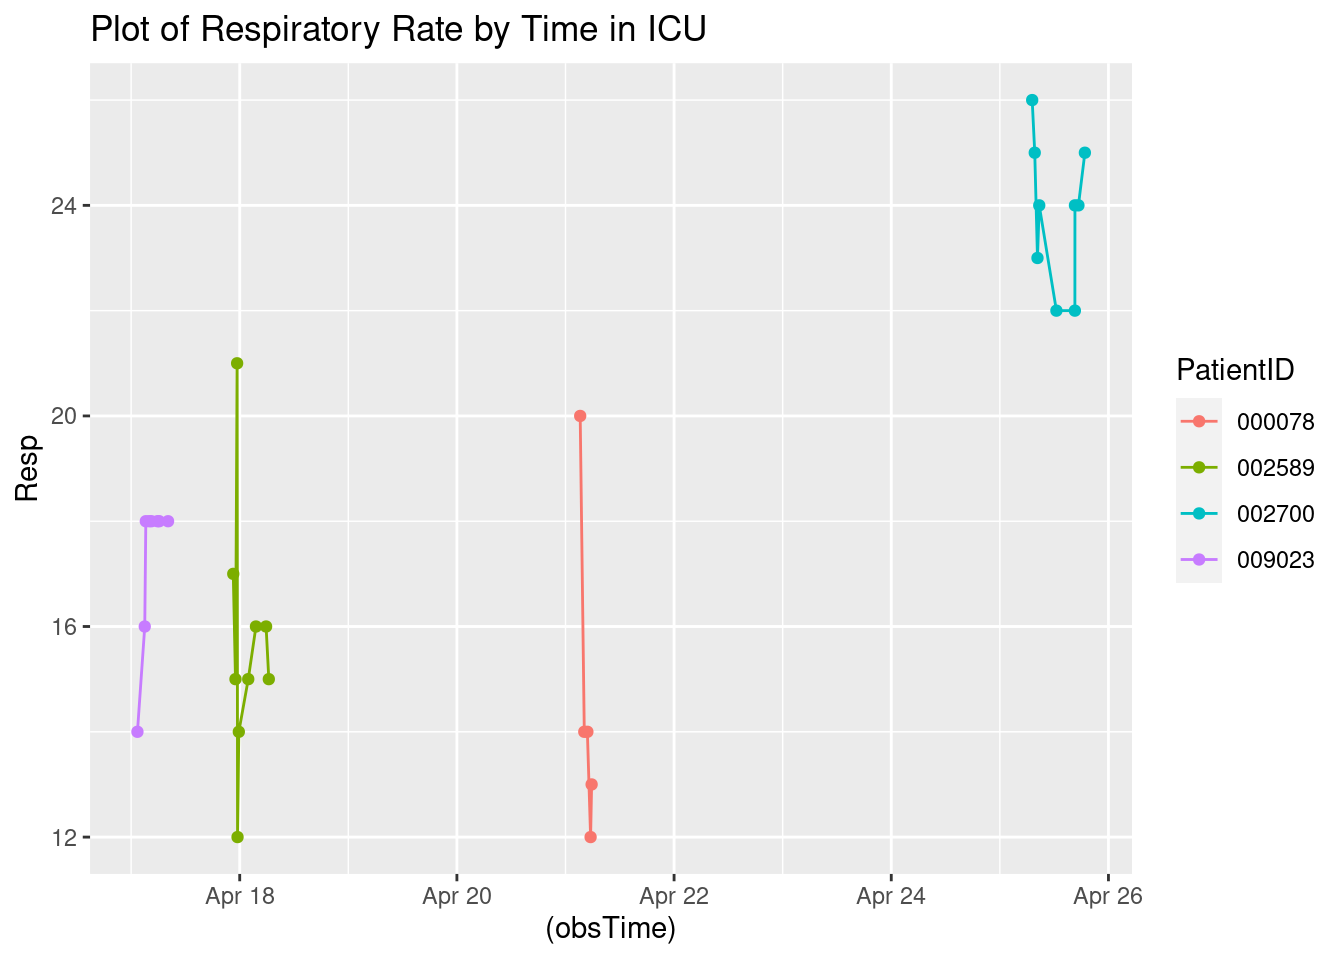 Plot of Respiratory Rate by Time in ICU
24
20
16
12
Resp
Apr 18
Apr 20
Apr 22
Apr 24
Apr 26
(obsTime)
PatientID
000078
002589
002700
009023